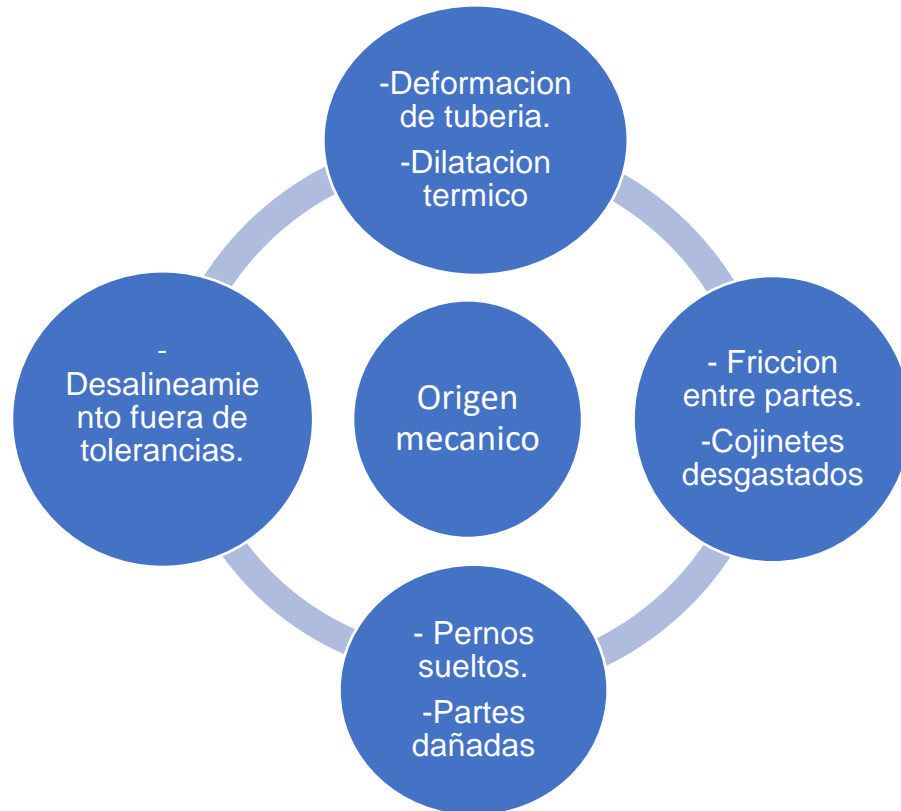 -Deformacion
de tuberia.
-Dilatacion
termico
-
Desalineamie
nto fuera de
tolerancias.
Origen
mecanico
- Friccion
entre partes.
-Cojinetes
desgastados
- Pernos
sueltos.
-Partes
dañadas